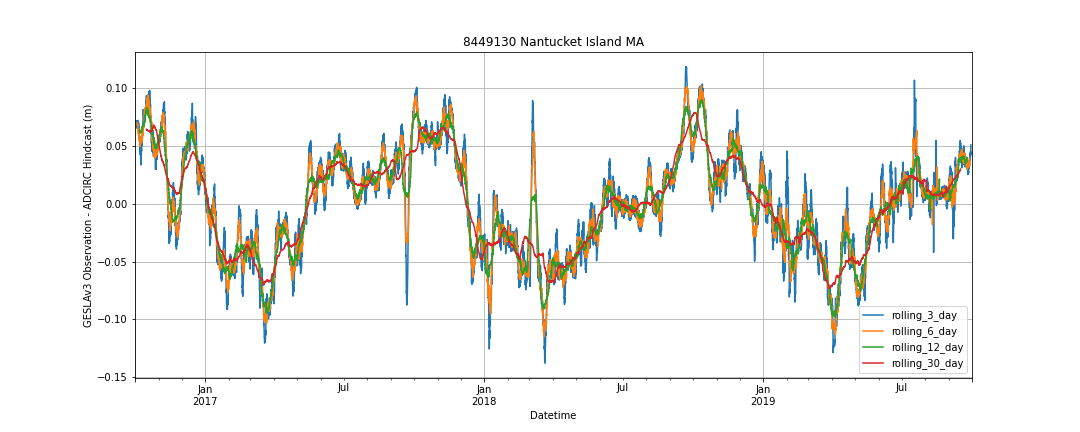 8449130 Nantucket Island MA
GESLAv3 Observation - ADCIRC Hindcast (m)
0.10
0.05
0.00
−0.05
−0.10
−0.15
Jan
2017
Jul
Jan
2018
Jul
Jan
2019
Jul
Datetime
rolling_3_day
rolling_6_day
rolling_12_day
rolling_30_day